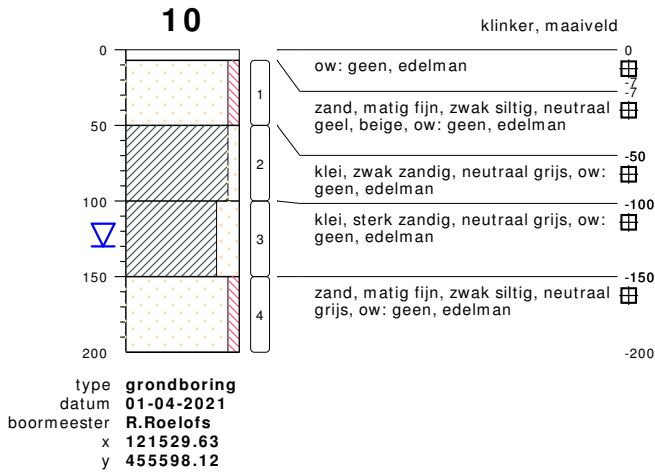 10
klinker, maaiveld
0
0
ow: geen, edelman
-7
-7
1
zand, matig fijn, zwak siltig, neutraal
geel, beige, ow: geen, edelman
50
-50
2
klei, zwak zandig, neutraal grijs, ow:
geen, edelman
100
-100
klei, sterk zandig, neutraal grijs, ow:
geen, edelman
3
150
-150
zand, matig fijn, zwak siltig, neutraal
grijs, ow: geen, edelman
4
200
-200
type grondboring
datum 01-04-2021
boormeester R.Roelofs
x 121529.63
y 455598.12